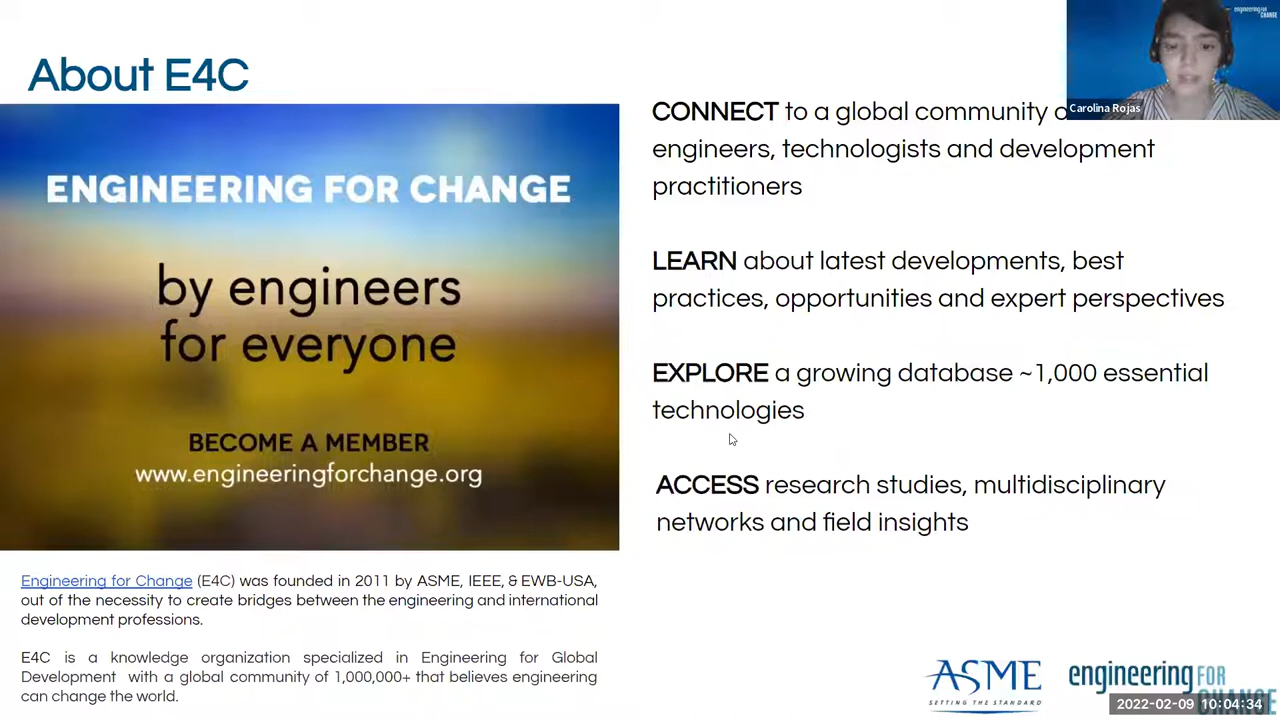 About E4C
ENGINEERING FOR CHANGE
by engineers
for everyone
BECOME A MEMBER
www.engineeringforchange.org
Engineering for Change (E4C) was founded in 2011 by ASME, IEEE, & EWB-USA,
out of the necessity to create bridges between the engineering and international
development professions.
E4C is a knowledge organization specialized in Engineering for Global
Development with a global community of 1,000,000+ that believes engineering
can change the world.
CONNECT to a global community
engineers, technologists and development
practitioners
LEARN about latest developments, best
practices, opportunities and expert perspectives
EXPLORE a growing database ~1,000 essential
technologies
ACCESS research studies, multidisciplinary
networks and field insights
engineering FOR
CHANGE
Carolina Rojas
ASME
SETTING THE STANDARD
engineering FOR
CHANGE
2022-02-09 10:04:34